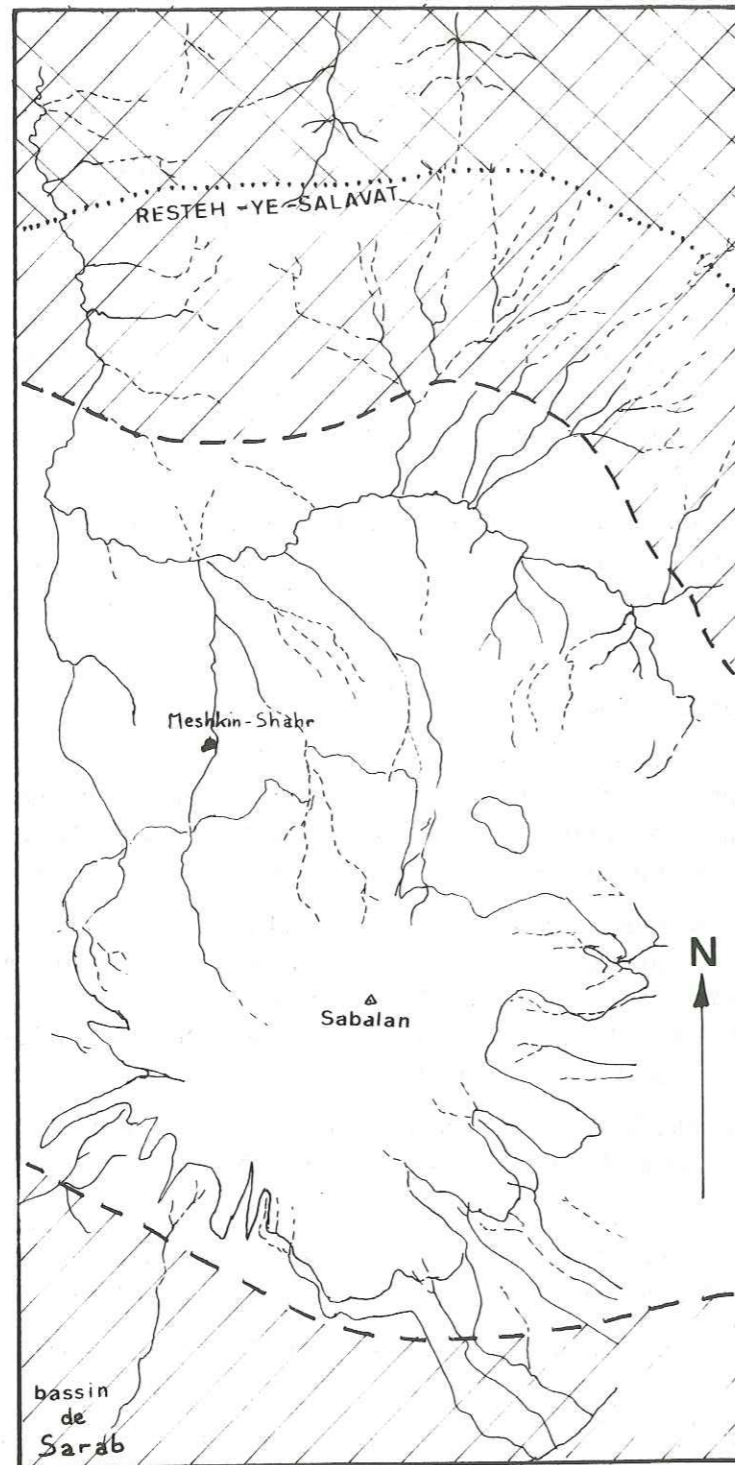 RESTEH-YE-SALAVAT
Meshkin-Shahr
N
Sabalan
bassin
de
Sarab